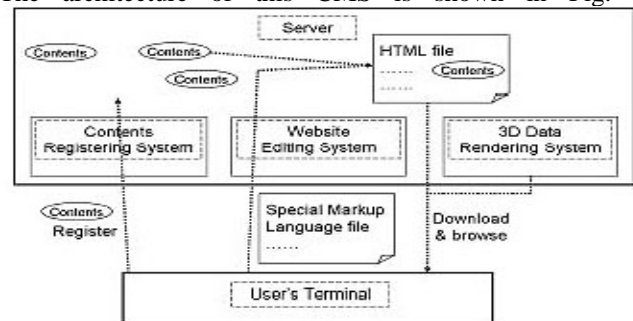 The architecture of this CMS is shown in Fig.
Server
Contents
Contents
Contents
HTML file
......
Contents
......
Contents
Registering System
Website
Editing System
3D Data
Rendering System
Contents
Register
Special Markup
Language file
......
Download
& browse
User's Terminal